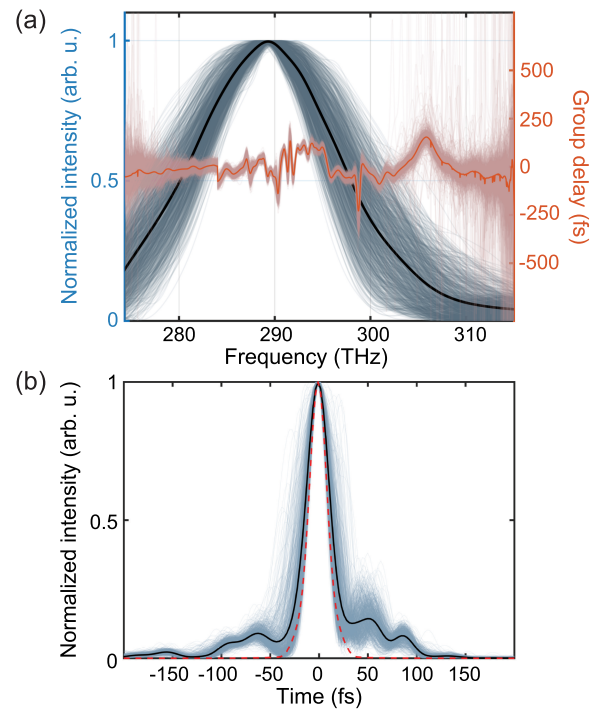 (a)
Normalized intensity (arb. u.)
1
0.5
0
500
250
0
-250
-500
Group delay (fs)
280 290 300 310
Frequency (THz)
(b)
Normalized intensity (arb. u.)
1
0.5
0
-150 -100 -50 0 50 100 150
Time (fs)